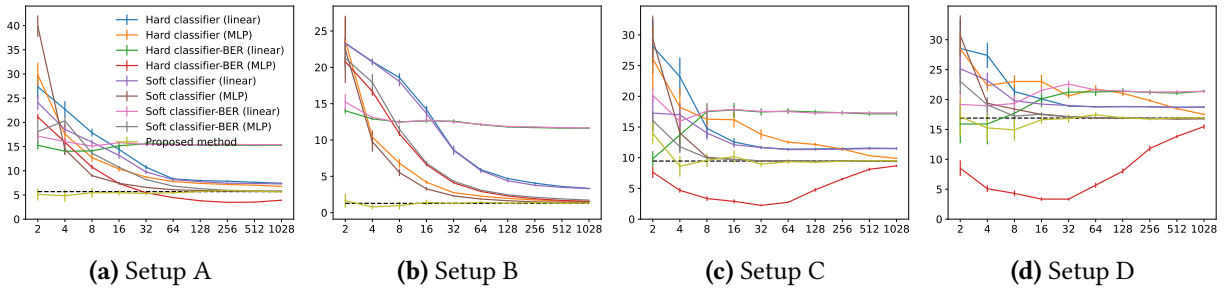 40
35
30
25
20
15
10
5
0
2 4 8 16 32 64 128 256 512 1028
Hard classifier (linear)
Hard classifier (MLP)
Hard classifier-BER (linear)
Hard classifier-BER (MLP)
Soft classifier (linear)
Soft classifier (MLP)
Soft classifier-BER (linear)
Soft classifier-BER (MLP)
Proposed method
(a) Setup A
25
20
15
10
5
0
2 4 8 16 32 64 128 256 512 1028
(b) Setup B
30
25
20
15
10
5
0
2 4 8 16 32 64 128 256 512 1028
(c) Setup C
30
25
20
15
10
5
0
2 4 8 16 32 64 128 256 512 1028
(d) Setup D